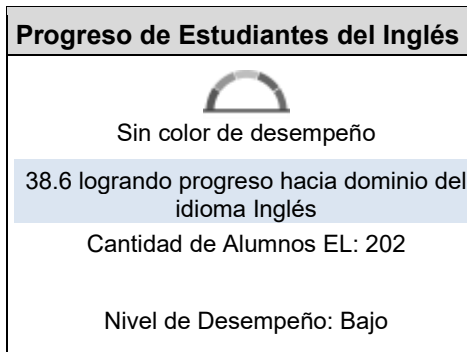 Progreso de Estudiantes del Inglés
Sin color de desempeño
38.6 logrando progreso hacia dominio del
idioma Inglés
Cantidad de Alumnos EL: 202
Nivel de Desempeño: Bajo